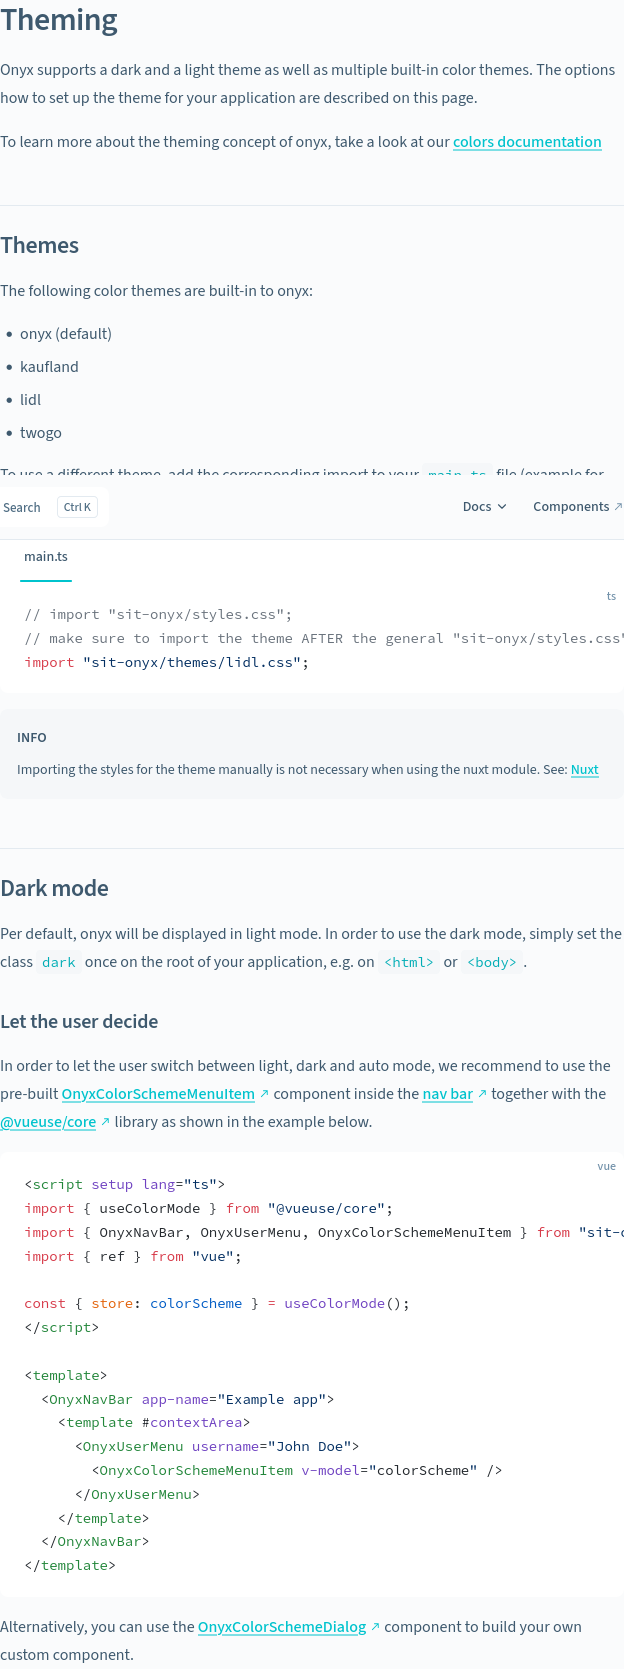 Theming
Onyx supports a dark and a light theme as well as multiple built-in color themes. The options
how to set up the theme for your application are described on this page.
To learn more about the theming concept of onyx, take a look at our colors documentation
Themes
The following color themes are built-in to onyx:
• onyx (default)
• kaufland
• lidl
• twogo
To use a different theme, add the corresponding import to your main.ts file (example for
Search Ctrl K Docs Components ↗
main.ts
ts
// import "sit-onyx/styles.css";
// make sure to import the theme AFTER the general "sit-onyx/styles.css"
import "sit-onyx/themes/lidl.css";
INFO
Importing the styles for the theme manually is not necessary when using the nuxt module. See: Nuxt
Dark mode
Per default, onyx will be displayed in light mode. In order to use the dark mode, simply set the
class dark once on the root of your application, e.g. on <html> or <body> .
Let the user decide
In order to let the user switch between light, dark and auto mode, we recommend to use the
pre-built OnyxColorSchemeMenuItem ↗ component inside the nav bar ↗ together with the
@vueuse/core ↗ library as shown in the example below.
vue
<script setup lang="ts">
import { useColorMode } from "@vueuse/core";
import { OnyxNavBar, OnyxUserMenu, OnyxColorSchemeMenuItem } from "sit-
import { ref } from "vue";
const { store: colorScheme } = useColorMode();
</script>
<template>
<OnyxNavBar app-name="Example app">
<template #contextArea>
<OnyxUserMenu username="John Doe">
<OnyxColorSchemeMenuItem v-model="colorScheme" />
</OnyxUserMenu>
</template>
</OnyxNavBar>
</template>
Alternatively, you can use the OnyxColorSchemeDialog ↗ component to build your own
custom component.